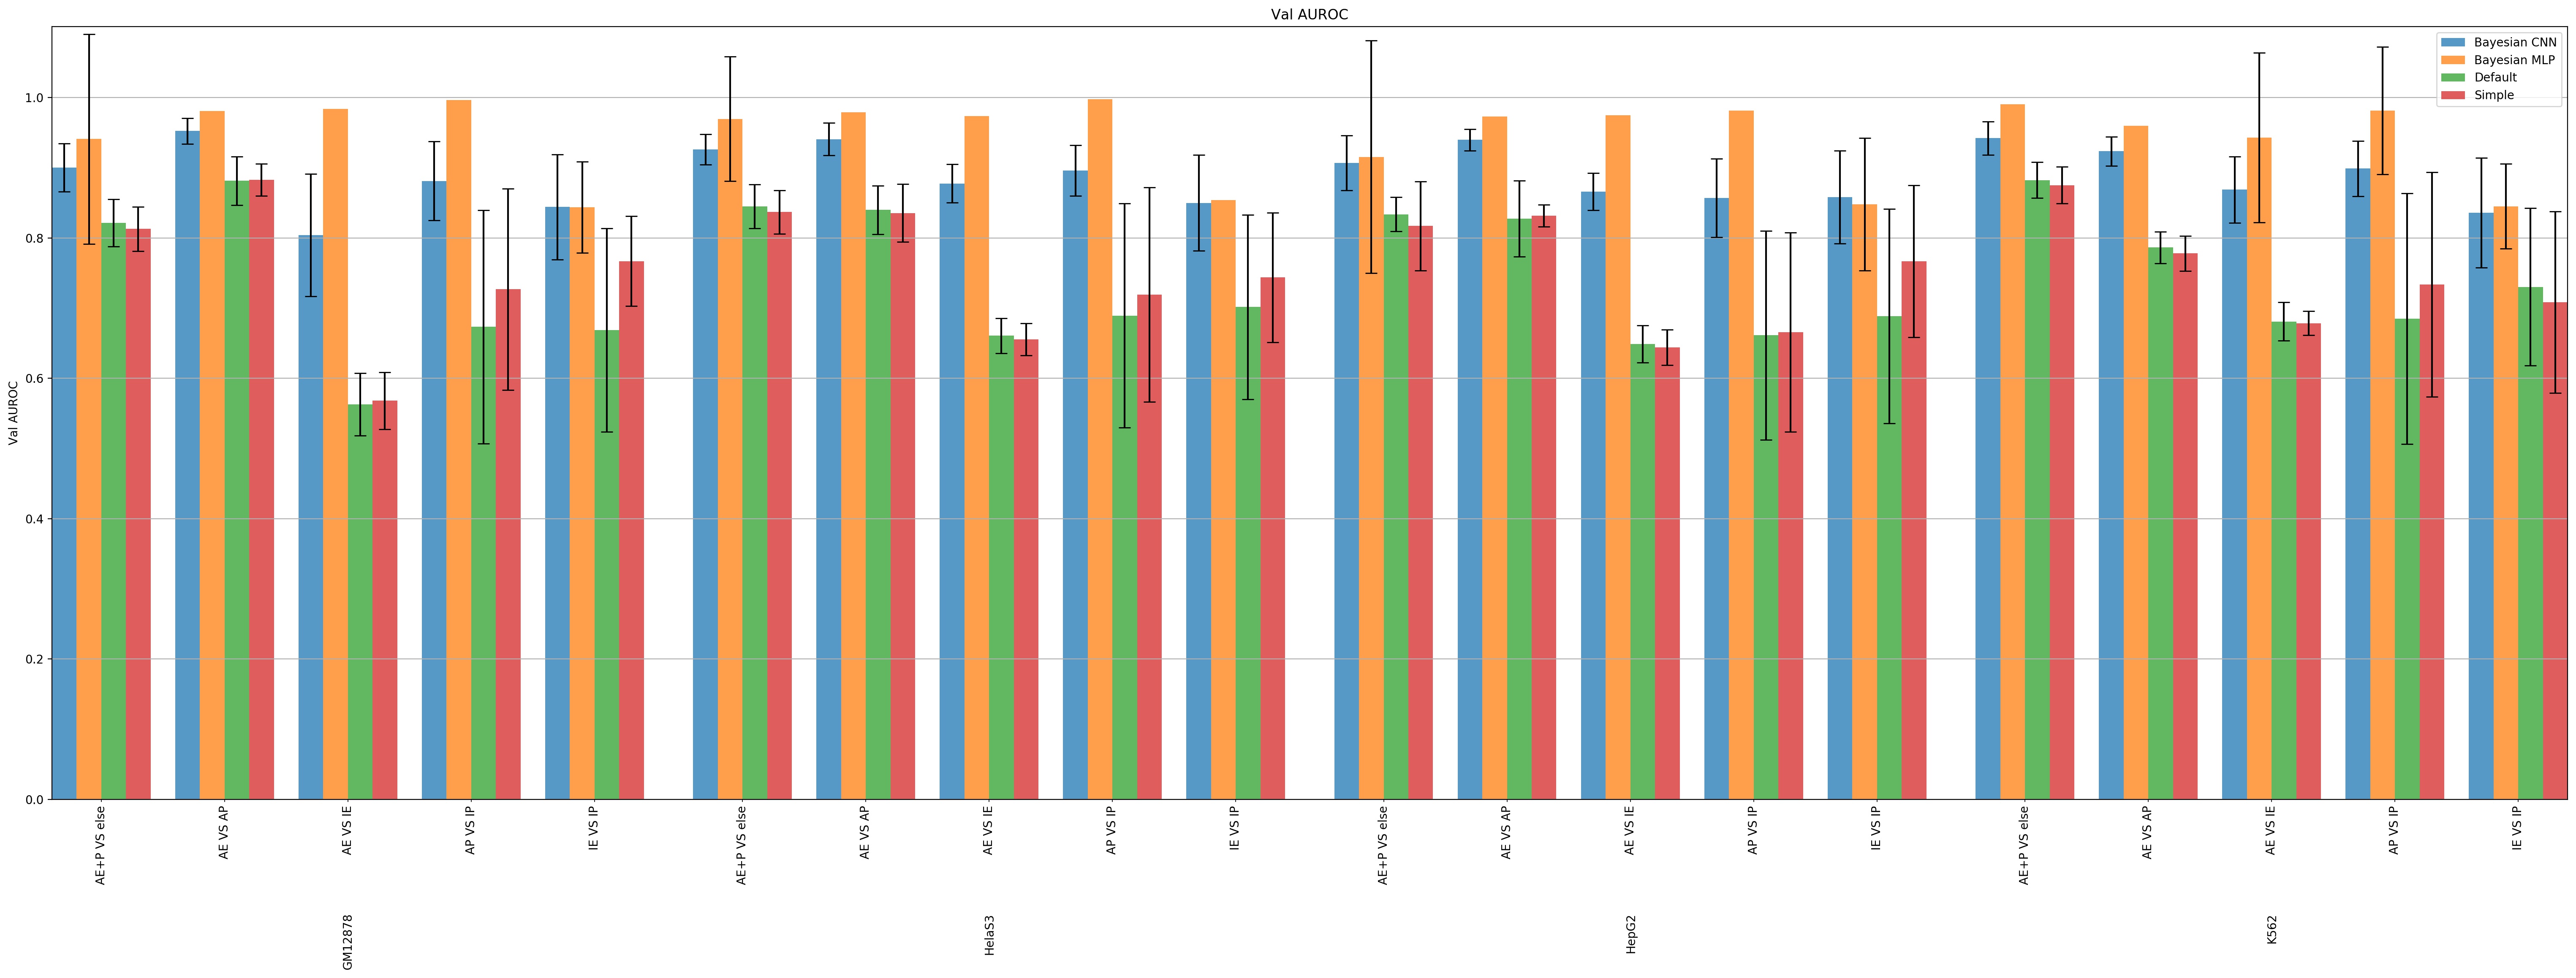 Val AUROC
Bayesian CNN
Bayesian MLP
Default
Simple
Val AUROC
1.0
0.8
0.6
0.4
0.2
0.0
AE+P VS else
AE VS AP
AE VS IE
AP VS IP
IE VS IP
AE+P VS else
AE VS AP
AE VS IE
AP VS IP
IE VS IP
AE+P VS else
AE VS AP
AE VS IE
AP VS IP
IE VS IP
AE+P VS else
AE VS AP
AE VS IE
AP VS IP
IE VS IP
GM12878
HelaS3
HepG2
K562